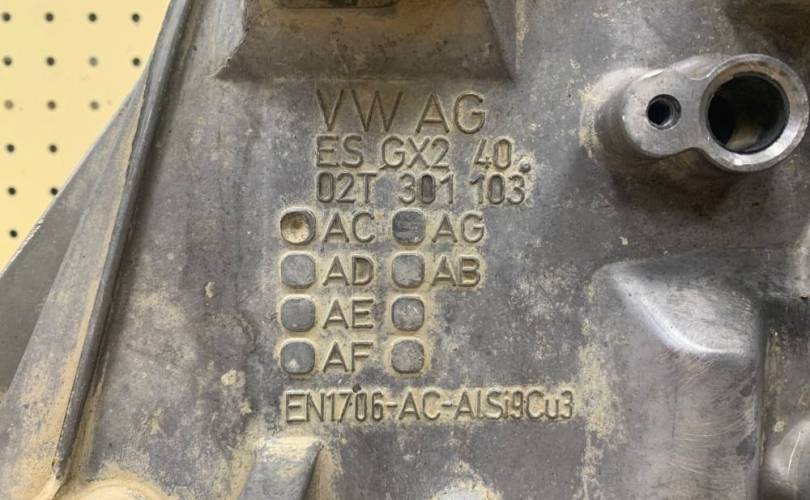 VW AG
ES GX2 40
02T 301 103
AC AG
AD AB
AE
AF
EN1706-AC-AlSi9Cu3